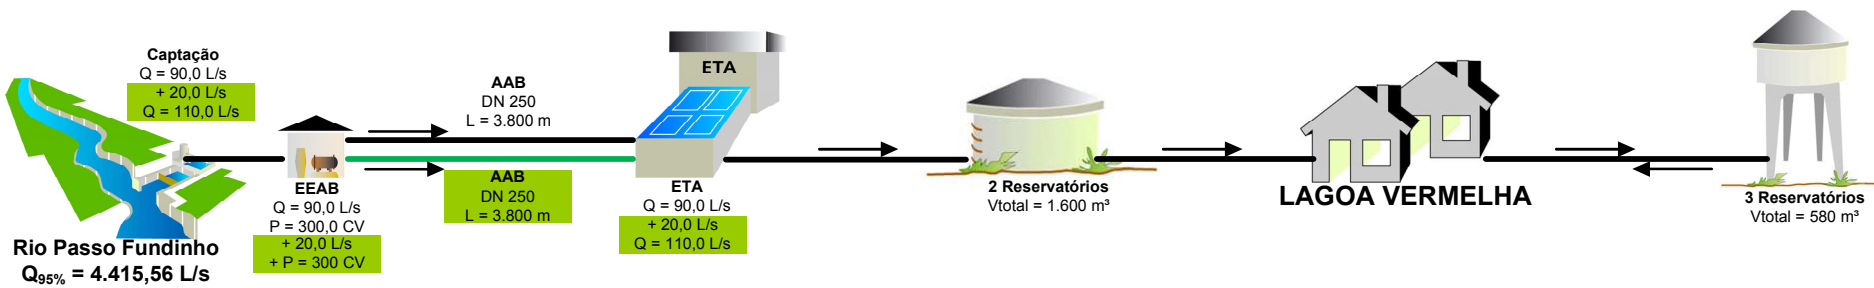 Captação
Q = 90,0 L/s
+ 20,0 L/s
Q = 110,0 L/s
Rio Passo Fundinho
Q95% = 4.415,56 L/s
EEAB
Q = 90,0 L/s
P = 300,0 CV
+ 20,0 L/s
+ P = 300 CV
AAB
DN 250
L = 3.800 m
AAB
DN 250
L = 3.800 m
ETA
ETA
Q = 90,0 L/s
+ 20,0 L/s
Q = 110,0 L/s
2 Reservatórios
Vtotal = 1.600 m³
LAGOA VERMELHA
3 Reservatórios
Vtotal = 580 m³